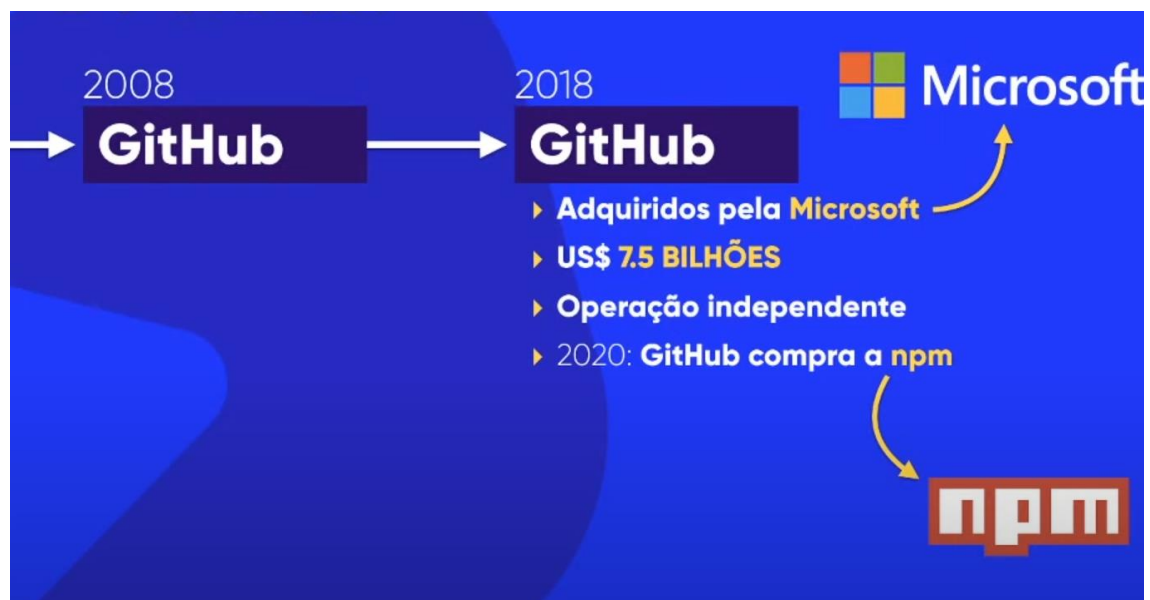 2008
GitHub
2018
GitHub
Microsoft
Adquiridos pela Microsoft
US$ 7.5 BILHÕES
Operação independente
2020: GitHub compra a npm
npm